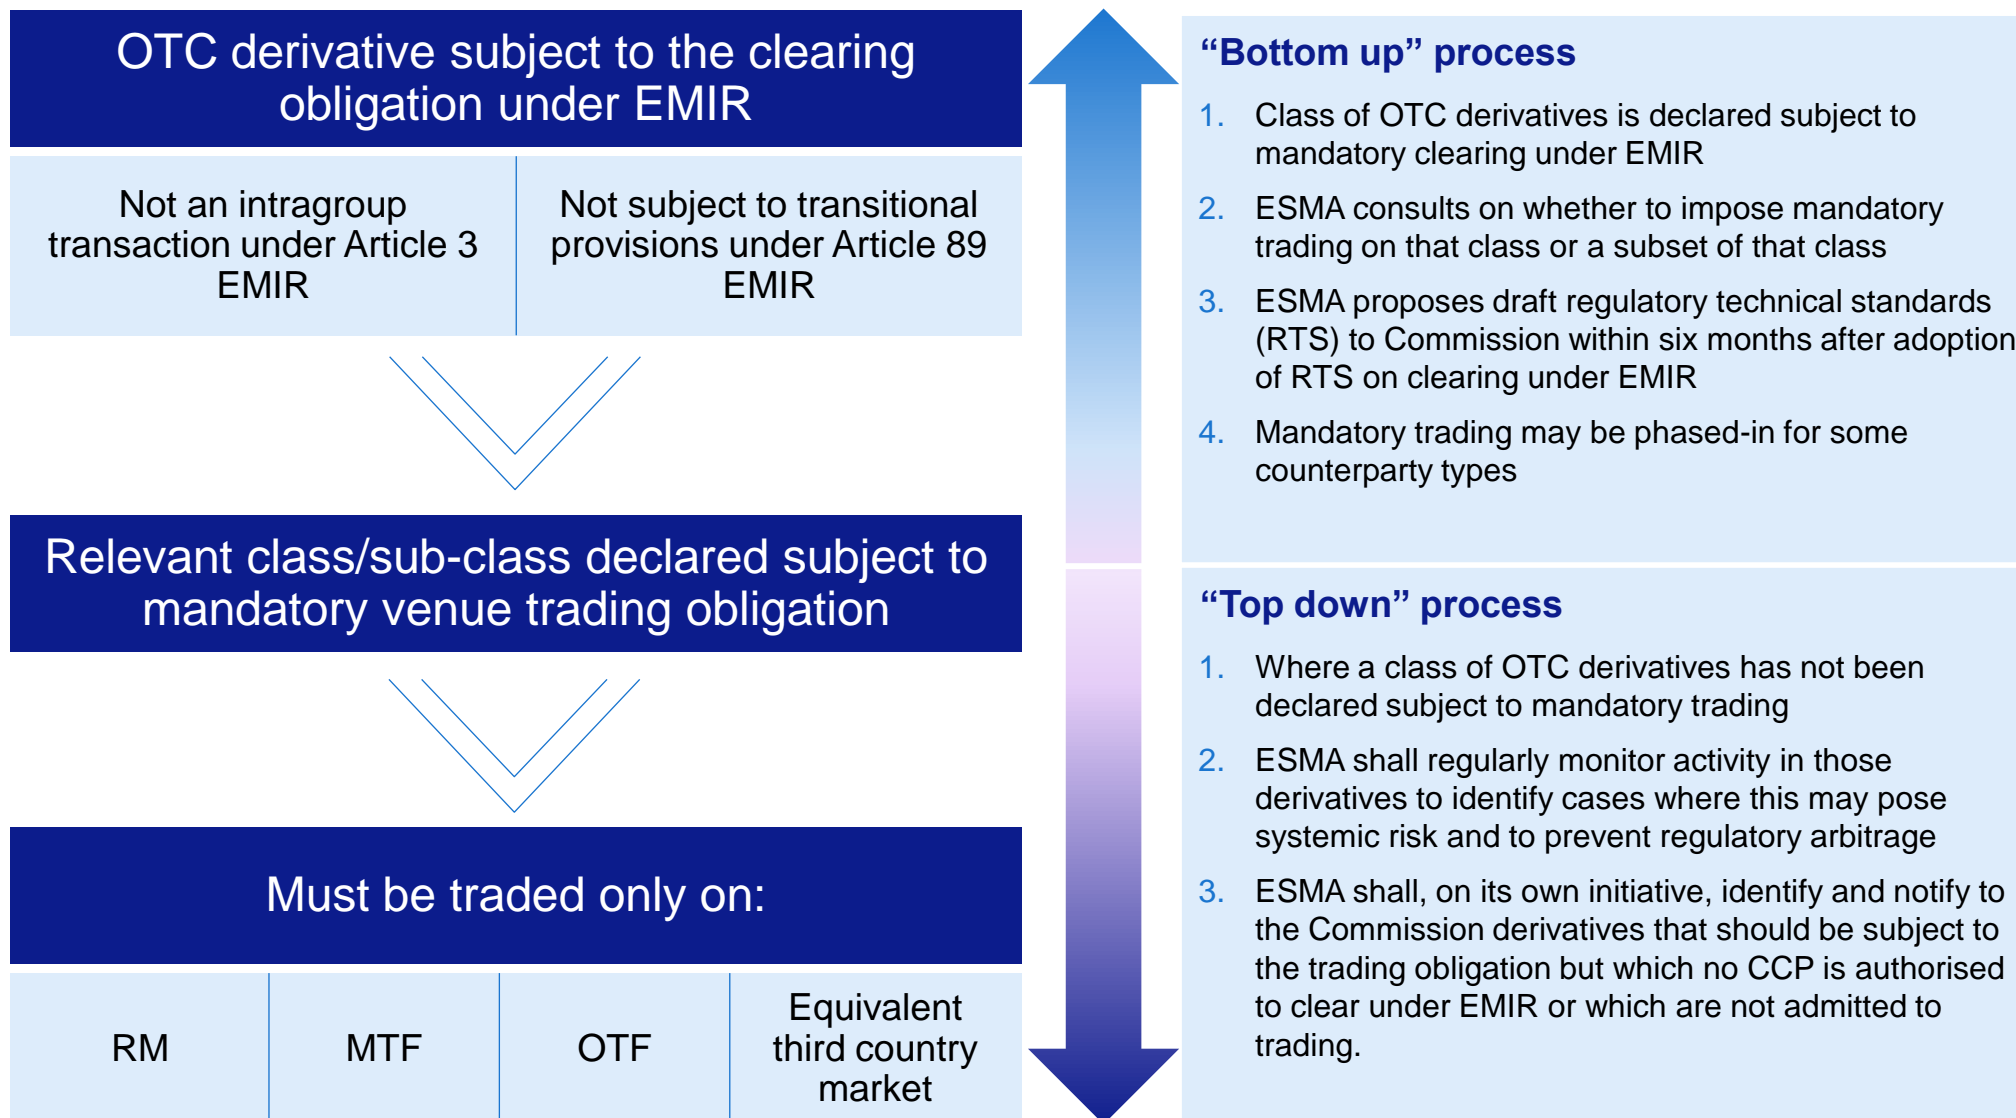 OTC derivative subject to the clearing
obligation under EMIR
Not an intragroup
transaction under Article 3
EMIR
Not subject to transitional
provisions under Article 89
EMIR
Relevant class/sub-class declared subject to
mandatory venue trading obligation
Must be traded only on:
RM
MTF
OTF
Equivalent
third country
market
“Bottom up” process
1. Class of OTC derivatives is declared subject to
mandatory clearing under EMIR
2. ESMA consults on whether to impose mandatory
trading on that class or a subset of that class
3. ESMA proposes draft regulatory technical standards
(RTS) to Commission within six months after adoption
of RTS on clearing under EMIR
4. Mandatory trading may be phased-in for some
counterparty types
“Top down” process
1. Where a class of OTC derivatives has not been
declared subject to mandatory trading
2. ESMA shall regularly monitor activity in those
derivatives to identify cases where this may pose
systemic risk and to prevent regulatory arbitrage
3. ESMA shall, on its own initiative, identify and notify to
the Commission derivatives that should be subject to
the trading obligation but which no CCP is authorised
to clear under EMIR or which are not admitted to
trading.